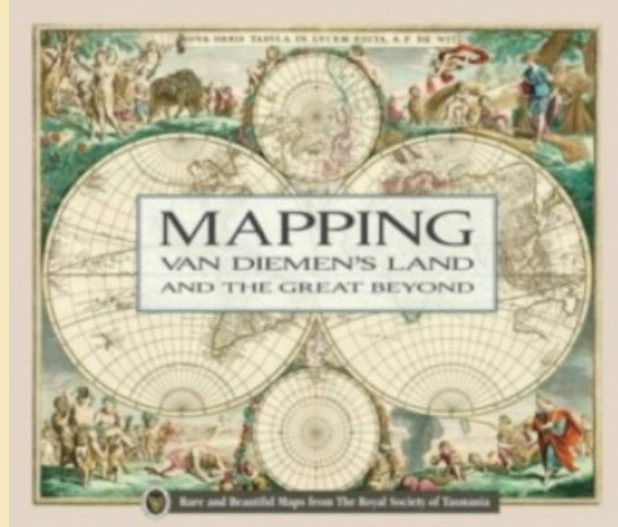 NOVA ORBIS TABULA IN LUCEM EDITA. A. F. DE WIT
MAPPING
VAN DIEMEN'S LAND
AND THE GREAT BEYOND
Rare and Beautiful Maps from The Royal Society of Tasmania